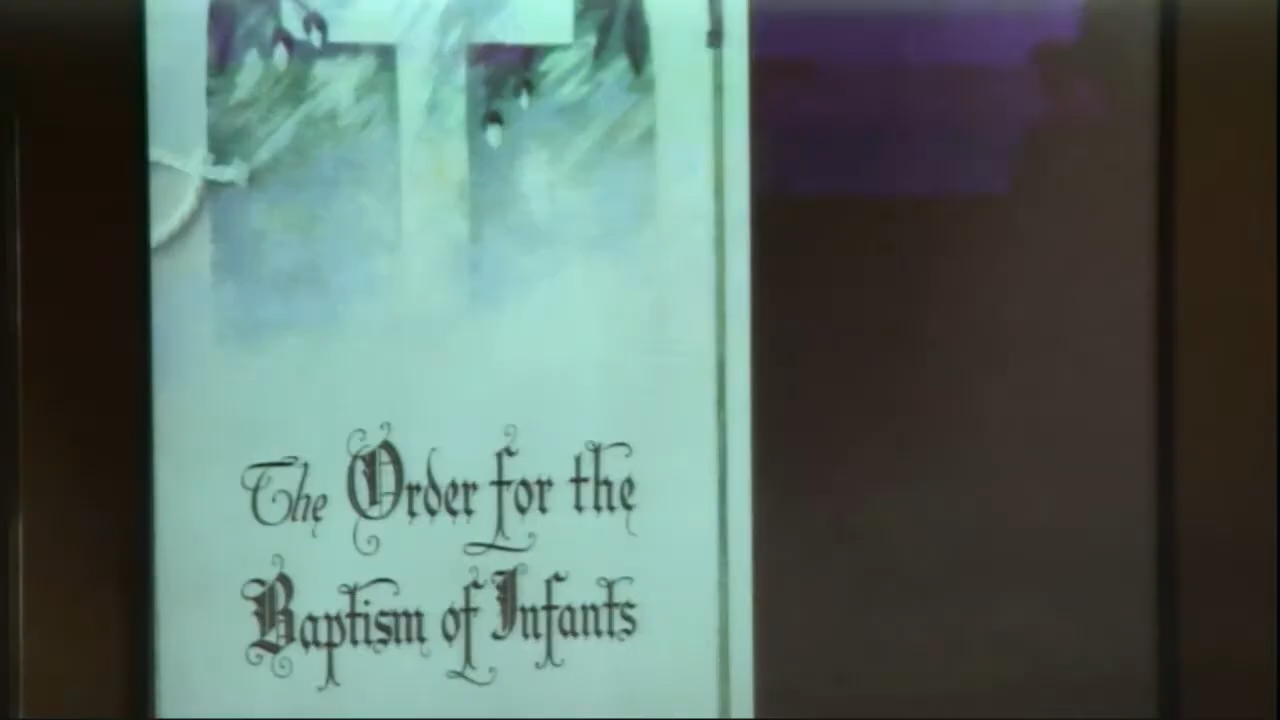 The Order for the
Baptism of Infants